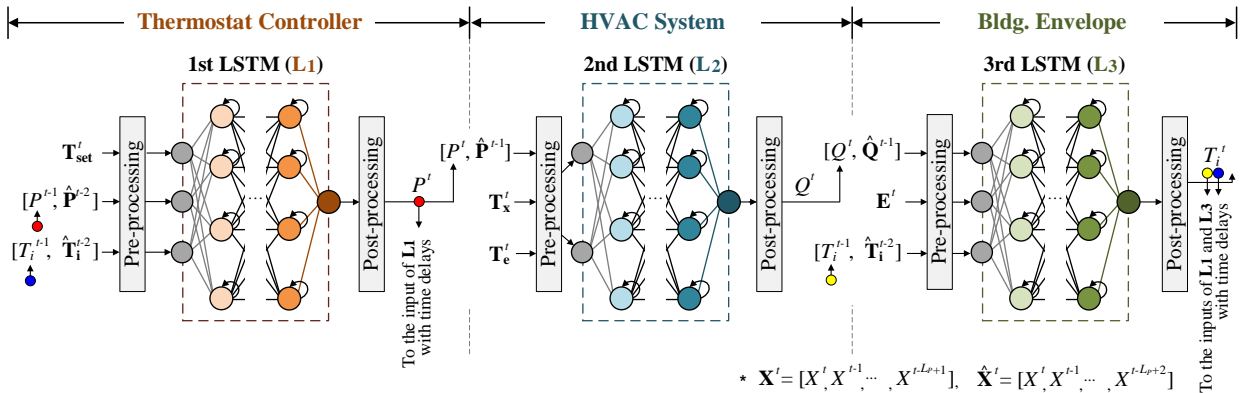 Thermostat Controller
HVAC System
Bldg. Envelope
1st LSTM (L1)
2nd LSTM (L2)
3rd LSTM (L3)
T_set^t
[P^{t-1}, P̂^{t-2}]
[T_i^{t-1}, T̂_i^{t-2}]
Pre-processing
...
Post-processing
P^t
To the input of L1
with time delays
[P^t, P̂^{t-1}]
T_x^t
T_e^t
Pre-processing
...
Post-processing
Q^t
[Q^t, Q̂^{t-1}]
E^t
[T_i^{t-1}, T̂_i^{t-2}]
Pre-processing
...
Post-processing
T_i^t
To the inputs of L1 and L3
with time delays
* X^t = [X^t, X^{t-1}, ⋯ , X^{t-L_P+1}], X̂^t = [X^t, X^{t-1}, ⋯ , X^{t-L_P+2}]